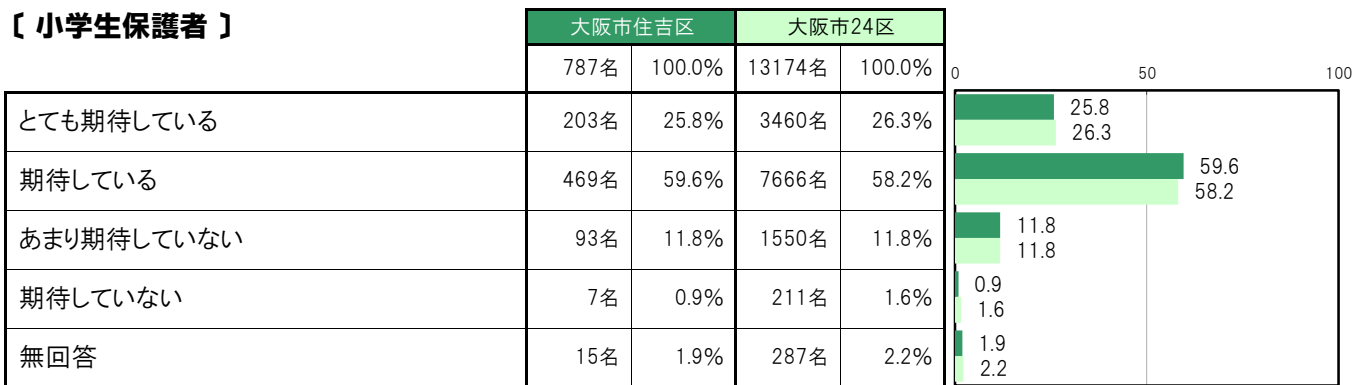 〔 小学生保護者 〕
大阪市住吉区 大阪市24区
787名 100.0% 13174名 100.0%
0 50 100
とても期待している 203名 25.8% 3460名 26.3%
25.8
26.3
期待している 469名 59.6% 7666名 58.2%
59.6
58.2
あまり期待していない 93名 11.8% 1550名 11.8%
11.8
11.8
期待していない 7名 0.9% 211名 1.6%
0.9
1.6
無回答 15名 1.9% 287名 2.2%
1.9
2.2